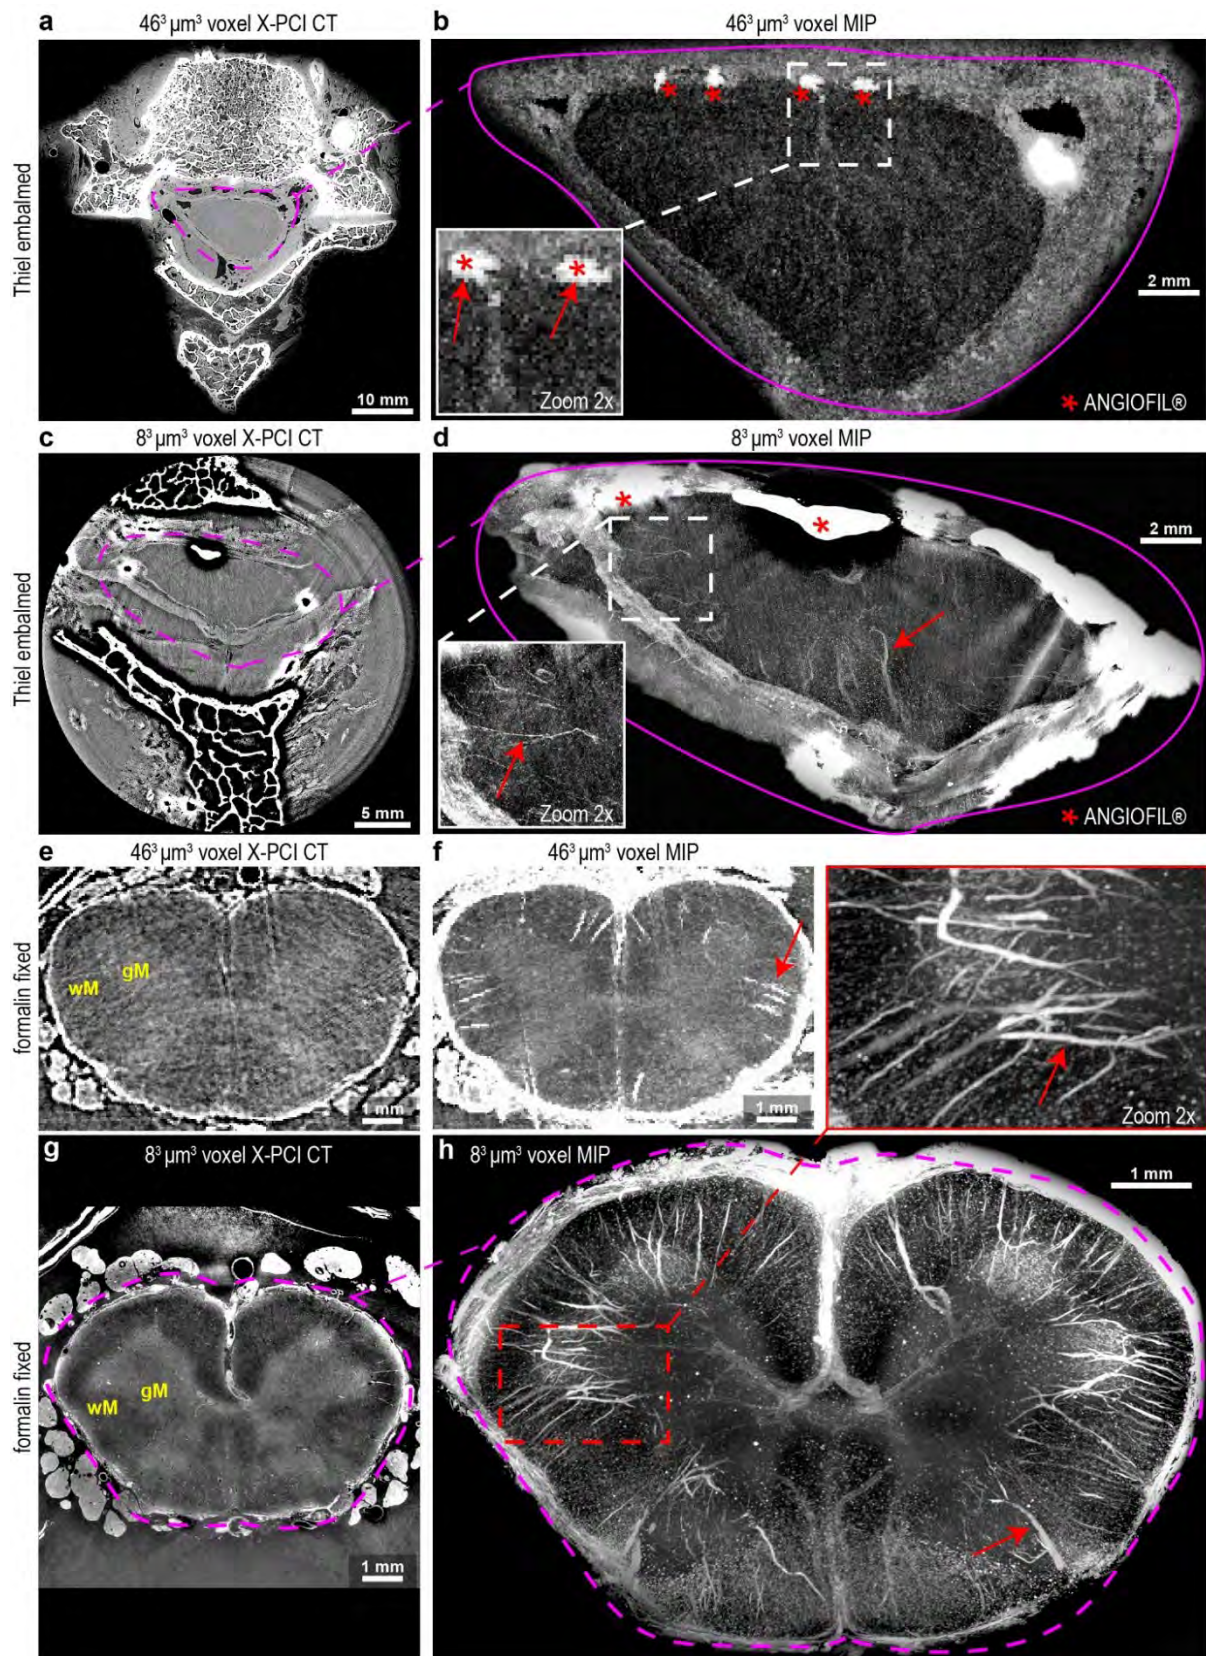 a 46³ µm³ voxel X-PCI CT
b 46³ µm³ voxel MIP
Thiel embalmed
10 mm
2 mm
Zoom 2x
* ANGIOFIL®
c 8³ µm³ voxel X-PCI CT
d 8³ µm³ voxel MIP
Thiel embalmed
5 mm
2 mm
Zoom 2x
* ANGIOFIL®
e 46³ µm³ voxel X-PCI CT
f 46³ µm³ voxel MIP
formalin fixed
wM gM
1 mm
1 mm
Zoom 2x
g 8³ µm³ voxel X-PCI CT
h 8³ µm³ voxel MIP
formalin fixed
wM gM
1 mm
1 mm